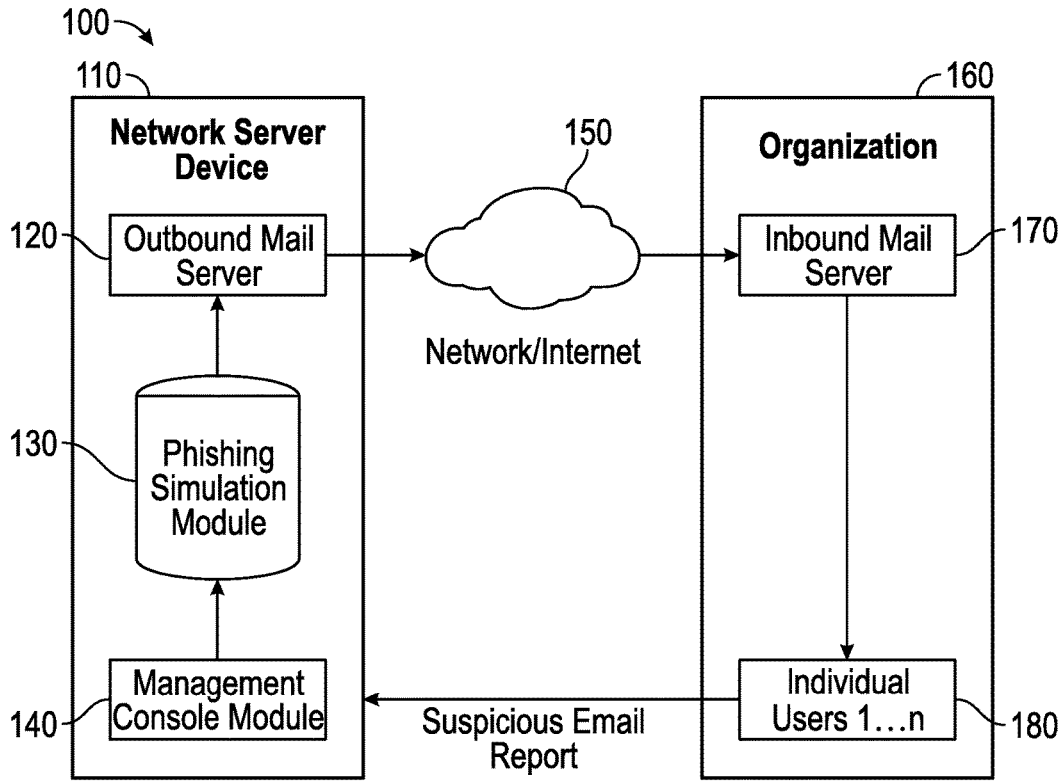 100
110
160
Network Server
Device
150
Organization
120
Outbound Mail
Server
Inbound Mail
Server
170
Network/Internet
130
Phishing
Simulation
Module
140
Management
Console Module
Suspicious Email
Report
Individual
Users 1...n
180